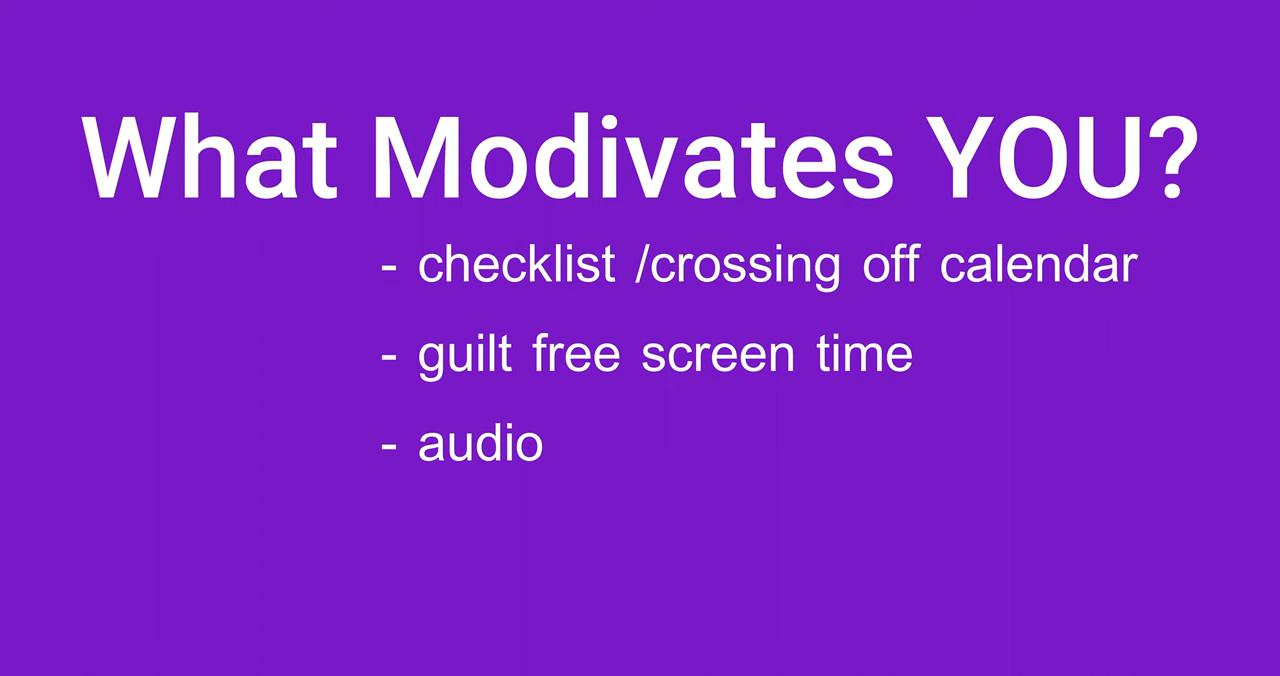 What Modivates YOU?
- checklist /crossing off calendar
- guilt free screen time
- audio